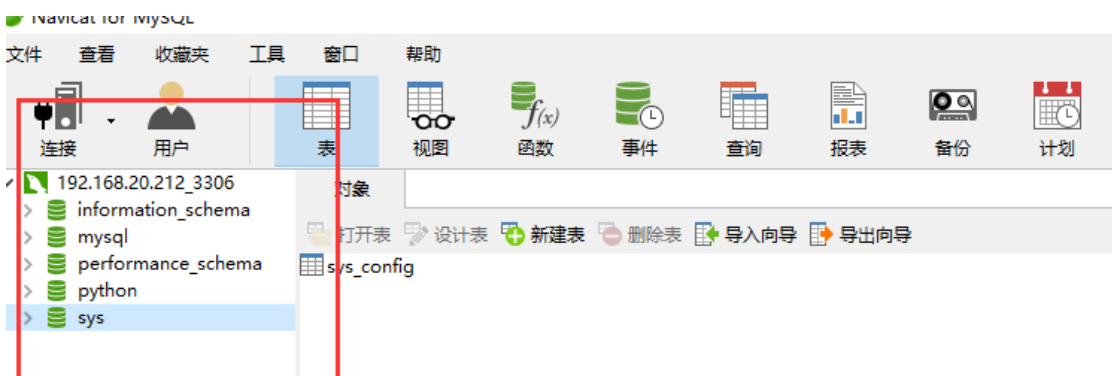 Navicat for MySQL
文件 查看 收藏夹 工具 窗口 帮助
f(x)
连接 用户 表 视图 函数 事件 查询 报表 备份 计划
192.168.20.212_3306
information_schema
mysql
performance_schema
python
sys
对象
打开表 设计表 新建表 删除表 导入向导 导出向导
sys_config